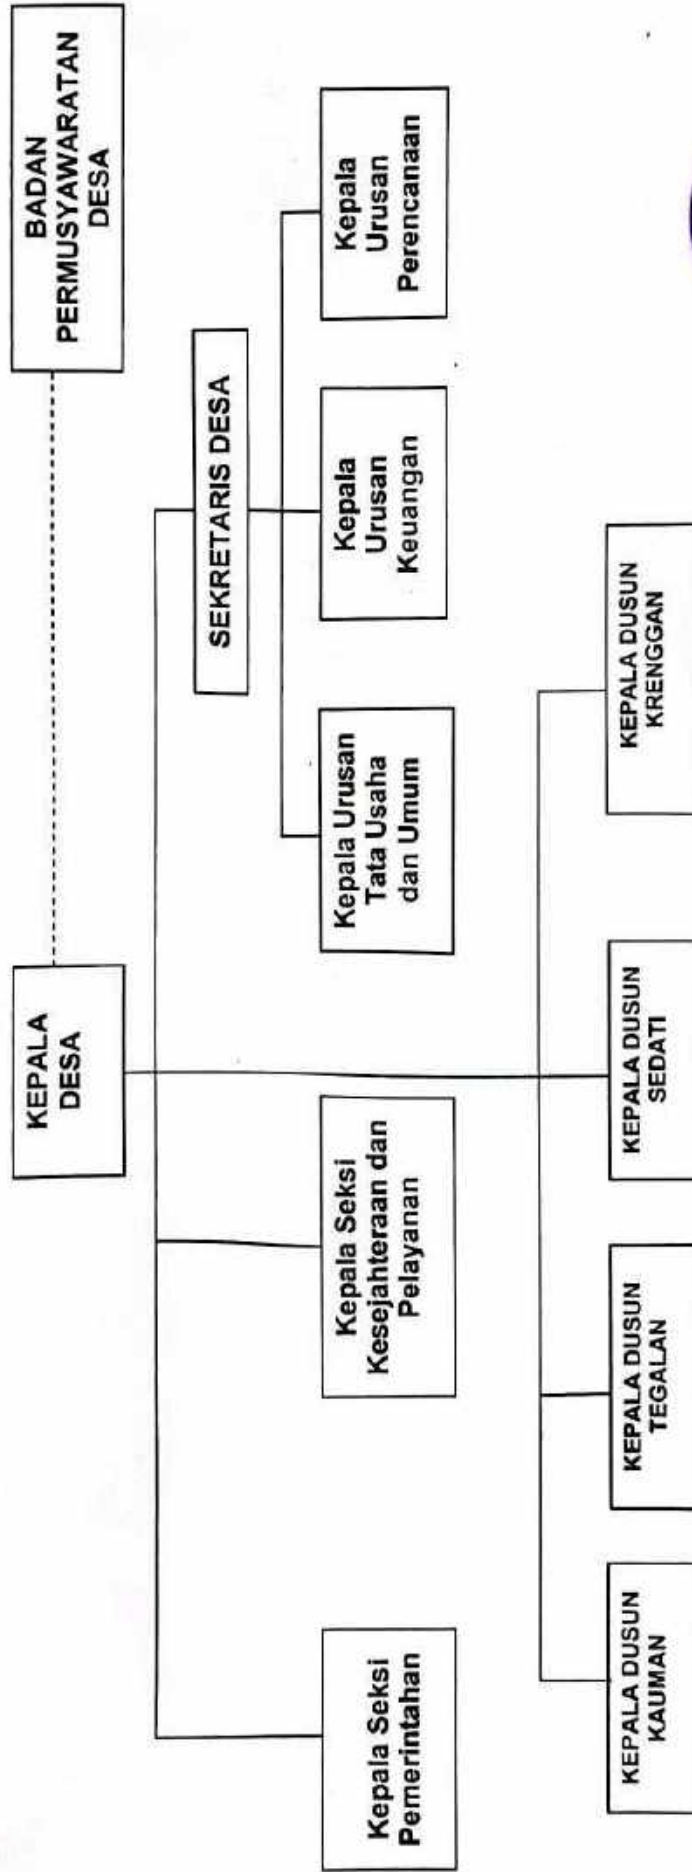 KEPALA
DESA
BADAN
PERMUSYAWARATAN
DESA
SEKRETARIS DESA
Kepala Seksi
Pemerintahan
Kepala Seksi
Kesejahteraan dan
Pelayanan
Kepala Urusan
Tata Usaha
dan Umum
Kepala
Urusan
Keuangan
Kepala
Urusan
Perencanaan
KEPALA DUSUN
KAUMAN
KEPALA DUSUN
TEGALAN
KEPALA DUSUN
SEDATI
KEPALA DUSUN
KRENGGAN